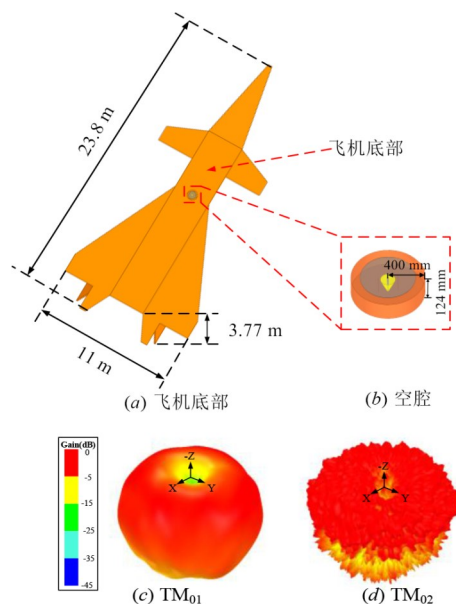 23.8 m
飞机底部
400 mm
124 mm
3.77 m
11 m
(a) 飞机底部
(b) 空腔
Gain(dB)
0
-5
-15
-25
-35
-45
-Z
X
Y
-Z
X
Y
(c) TM01
(d) TM02